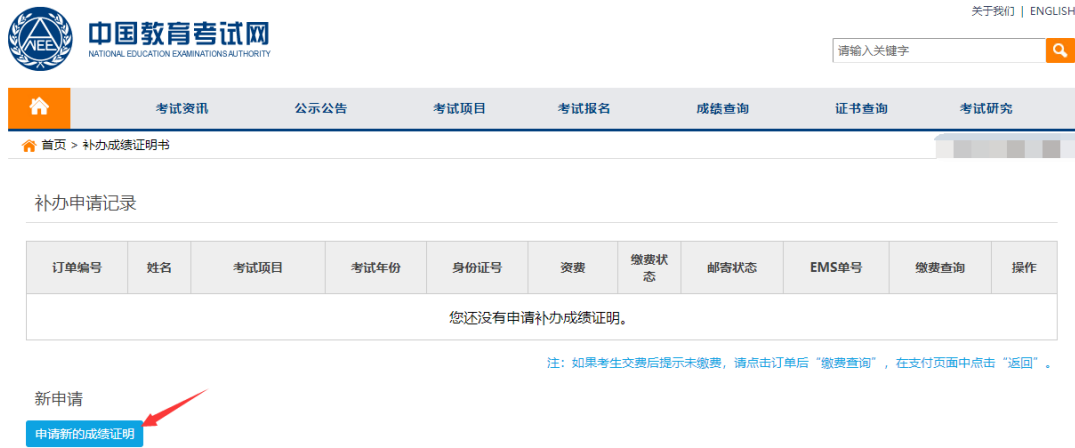 关于我们 | ENGLISH
NEE
中国教育考试网
NATIONAL EDUCATION EXAMINATIONS AUTHORITY
请输入关键字
考试资讯 公示公告 考试项目 考试报名 成绩查询 证书查询 考试研究
首页 > 补办成绩证明书
补办申请记录
订单编号 姓名 考试项目 考试年份 身份证号 资费 缴费状态 邮寄状态 EMS单号 缴费查询 操作
您还没有申请补办成绩证明。
注：如果考生交费后提示未缴费，请点击订单后“缴费查询”，在支付页面中点击“返回”。
新申请
申请新的成绩证明